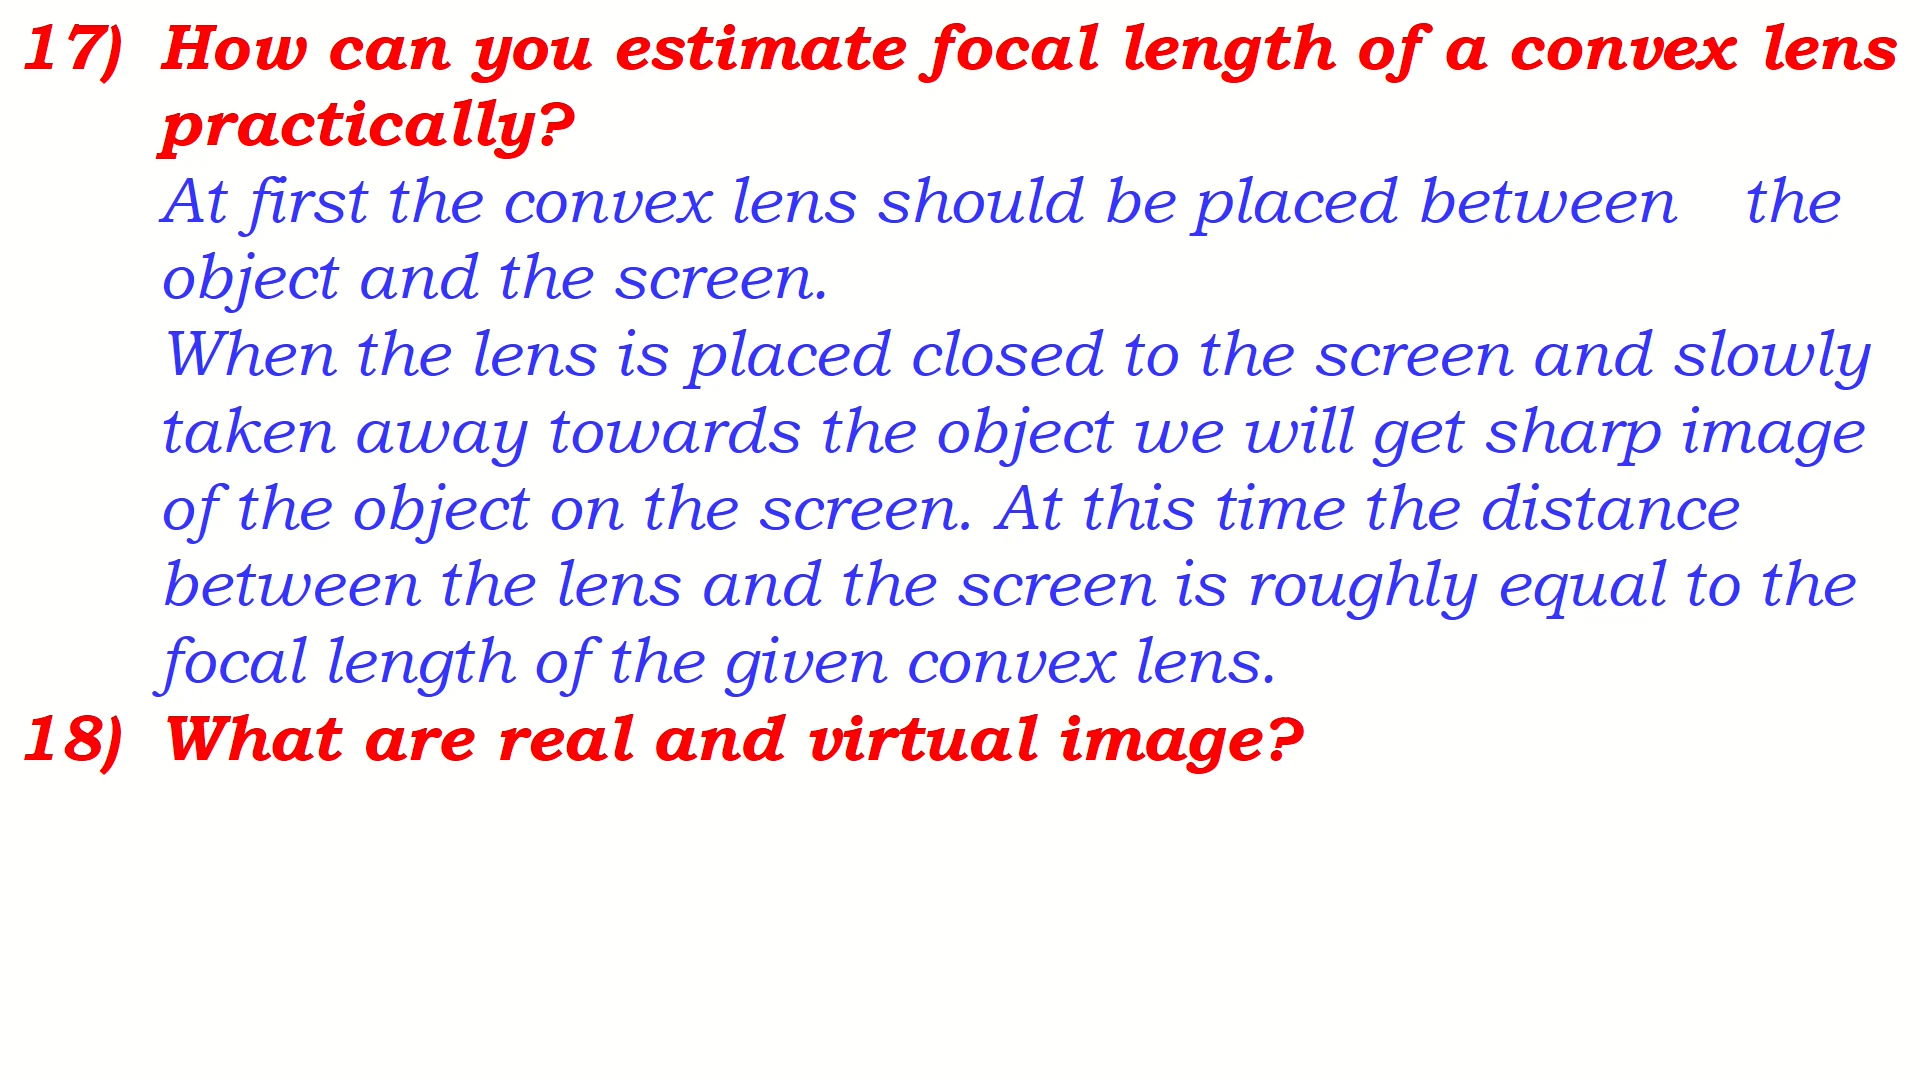 17) How can you estimate focal length of a convex lens
practically?
At first the convex lens should be placed between the
object and the screen.
When the lens is placed closed to the screen and slowly
taken away towards the object we will get sharp image
of the object on the screen. At this time the distance
between the lens and the screen is roughly equal to the
focal length of the given convex lens.
18) What are real and virtual image?